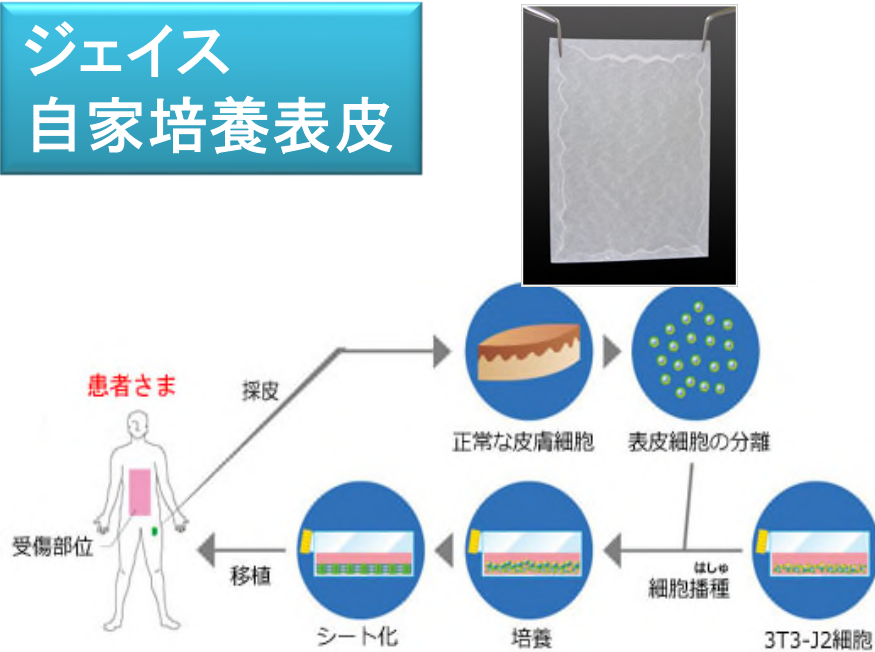 ジェイス
自家培養表皮
患者さま
採皮
正常な皮膚細胞
表皮細胞の分離
受傷部位
移植
はしゅ
細胞播種
シート化
培養
3T3-J2細胞